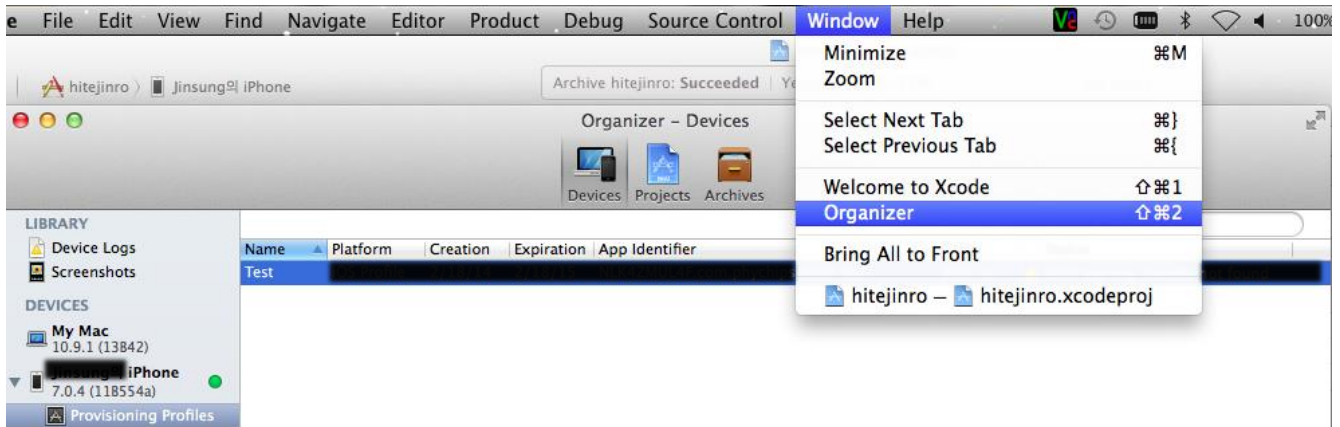 e File Edit View Find Navigate Editor Product Debug Source Control Window Help 100%
hitejinro Jinsung의 iPhone
Archive hitejinro: Succeeded
Organizer – Devices
Devices Projects Archives
Minimize ⌘M
Zoom
Select Next Tab ⌘}
Select Previous Tab ⌘{
Welcome to Xcode ⇧⌘1
Organizer ⇧⌘2
Bring All to Front
hitejinro — hitejinro.xcodeproj
LIBRARY
Device Logs
Screenshots
DEVICES
My Mac
10.9.1 (13B42)
iPhone
7.0.4 (11B554a)
Provisioning Profiles
Name Platform Creation Expiration App Identifier
Test